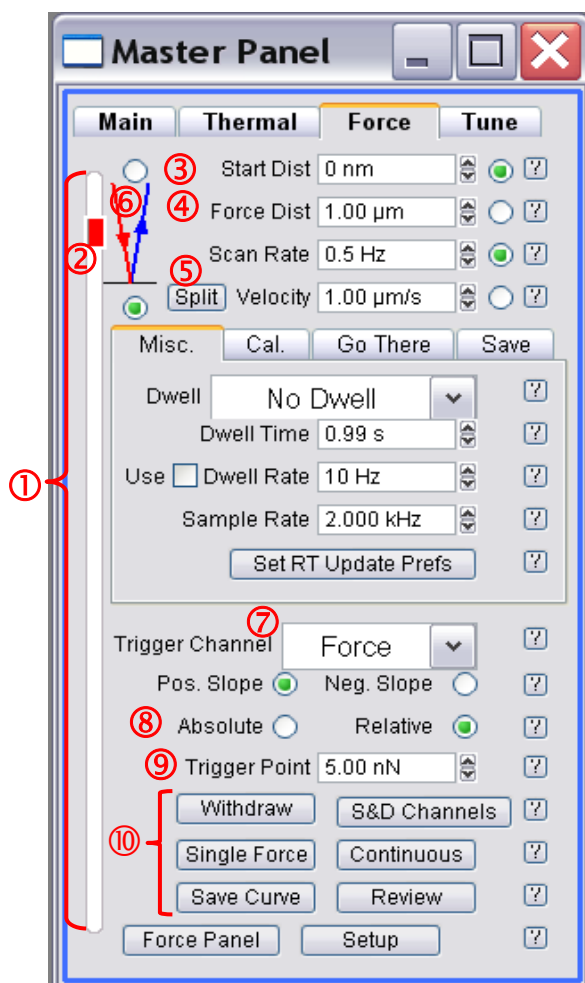 Master Panel
Main Thermal Force Tune
③ Start Dist 0 nm ?
⑥ ④ Force Dist 1.00 µm ?
② Scan Rate 0.5 Hz ?
⑤ Split Velocity 1.00 µm/s ?
Misc. Cal. Go There Save
Dwell No Dwell ?
Dwell Time 0.99 s ?
① Use Dwell Rate 10 Hz ?
Sample Rate 2.000 kHz ?
Set RT Update Prefs ?
⑦ Trigger Channel Force ?
Pos. Slope Neg. Slope ?
⑧ Absolute Relative ?
⑨ Trigger Point 5.00 nN ?
Withdraw S&D Channels ?
⑩ Single Force Continuous ?
Save Curve Review ?
Force Panel Setup ?